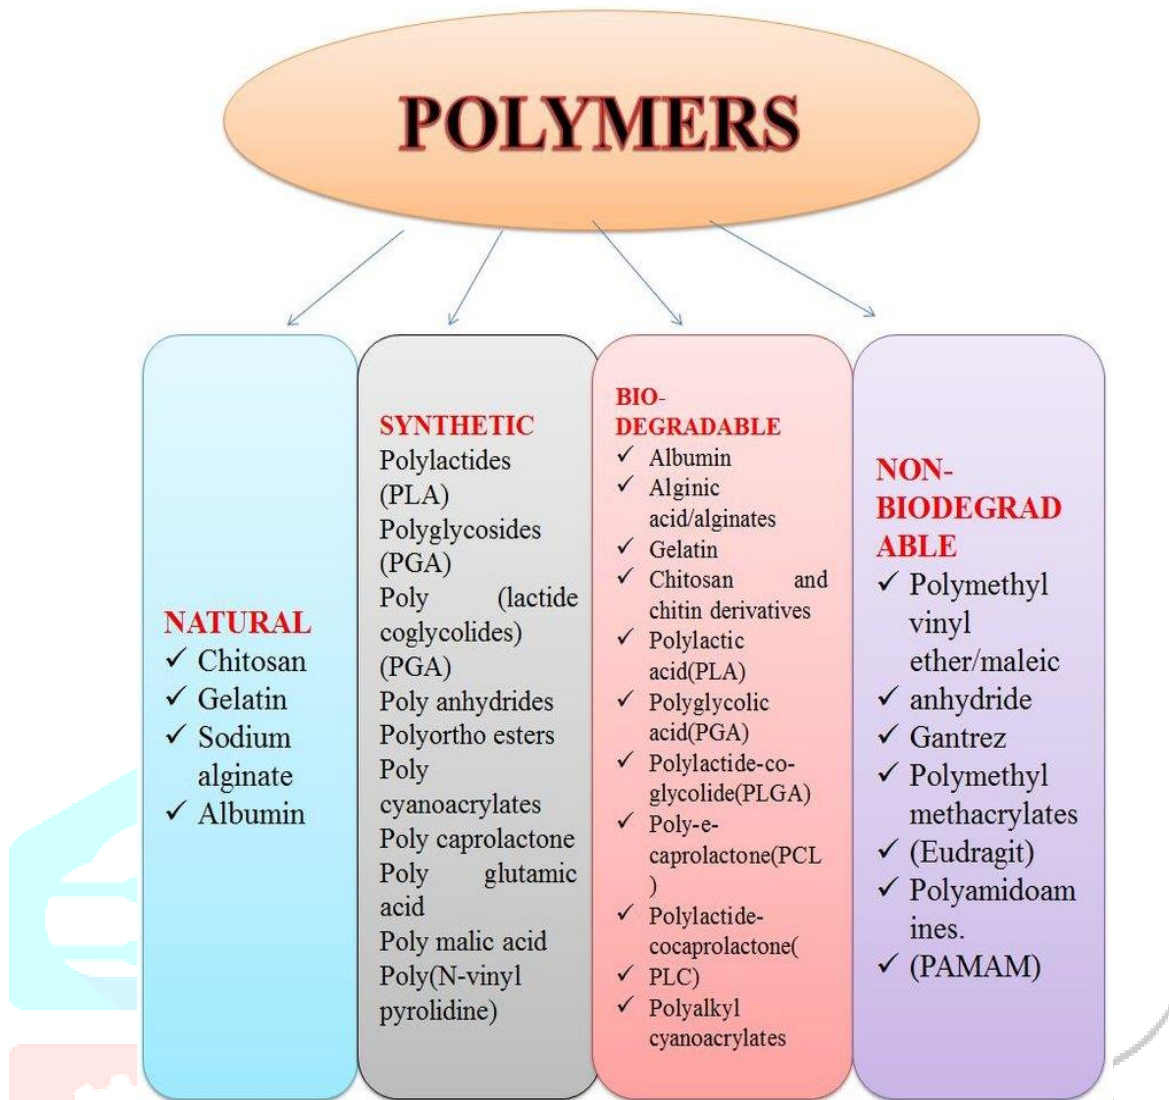 POLYMERS
NATURAL
✓ Chitosan
✓ Gelatin
✓ Sodium
alginate
✓ Albumin
SYNTHETIC
Polylactides
(PLA)
Polyglycosides
(PGA)
Poly (lactide
coglycolides)
(PGA)
Poly anhydrides
Polyortho esters
Poly
cyanoacrylates
Poly caprolactone
Poly glutamic
acid
Poly malic acid
Poly(N-vinyl
pyrolidine)
BIO-
DEGRADABLE
✓ Albumin
✓ Alginic
acid/alginates
✓ Gelatin
✓ Chitosan and
chitin derivatives
✓ Polylactic
acid(PLA)
✓ Polyglycolic
acid(PGA)
✓ Polylactide-co-
glycolide(PLGA)
✓ Poly-e-
caprolactone(PCL
)
✓ Polylactide-
cocaprolactone(
✓ PLC)
✓ Polyalkyl
cyanoacrylates
NON-
BIODEGRAD
ABLE
✓ Polymethyl
vinyl
ether/maleic
✓ anhydride
✓ Gantrez
✓ Polymethyl
methacrylates
✓ (Eudragit)
✓ Polyamidoam
ines.
✓ (PAMAM)